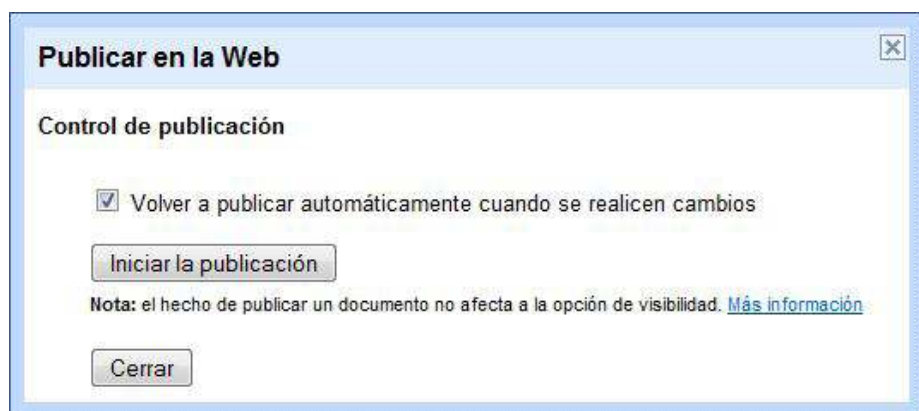 Publicar en la Web
Control de publicación
Volver a publicar automáticamente cuando se realicen cambios
Iniciar la publicación
Nota: el hecho de publicar un documento no afecta a la opción de visibilidad. Más información
Cerrar